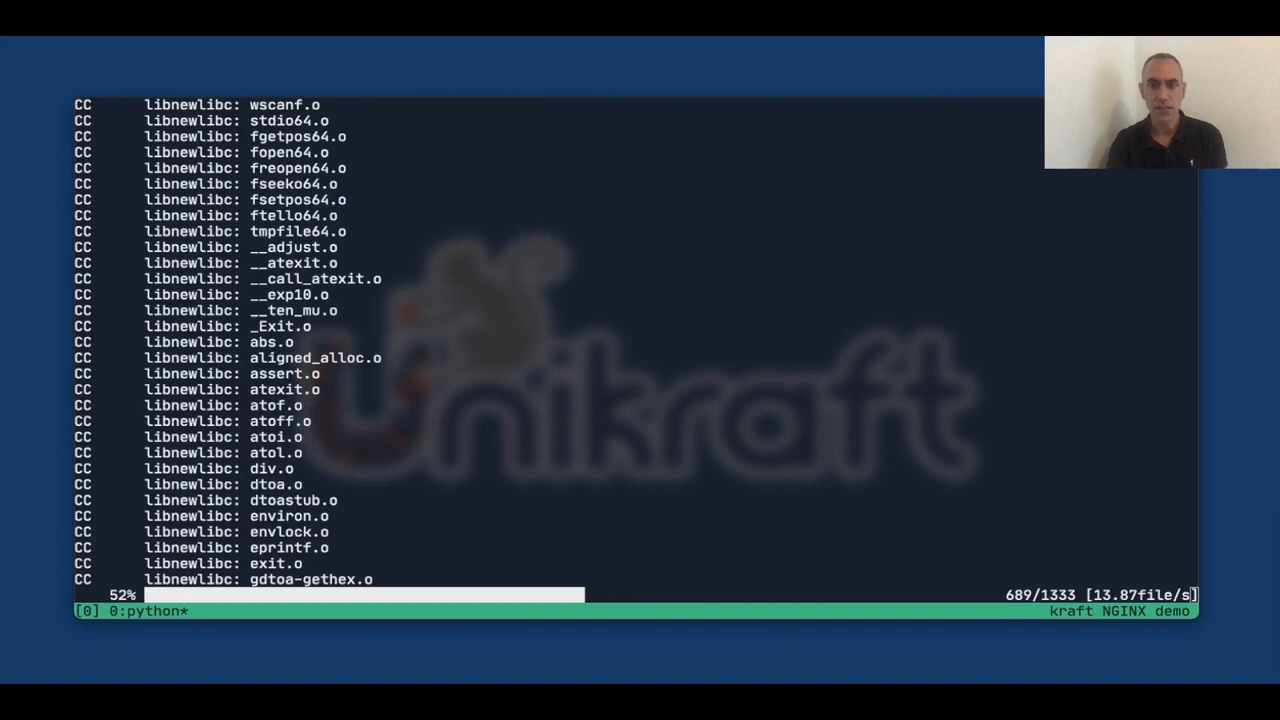 CC libnewlibc: wscanf.o
CC libnewlibc: stdio64.o
CC libnewlibc: fgetpos64.o
CC libnewlibc: fopen64.o
CC libnewlibc: freopen64.o
CC libnewlibc: fseeko64.o
CC libnewlibc: fsetpos64.o
CC libnewlibc: ftello64.o
CC libnewlibc: tmpfile64.o
CC libnewlibc: __adjust.o
CC libnewlibc: __atexit.o
CC libnewlibc: __call_atexit.o
CC libnewlibc: __exp10.o
CC libnewlibc: __ten_mu.o
CC libnewlibc: _Exit.o
CC libnewlibc: abs.o
CC libnewlibc: aligned_alloc.o
CC libnewlibc: assert.o
CC libnewlibc: atexit.o
CC libnewlibc: atof.o
CC libnewlibc: atoff.o
CC libnewlibc: atoi.o
CC libnewlibc: atol.o
CC libnewlibc: div.o
CC libnewlibc: dtoa.o
CC libnewlibc: dtoastub.o
CC libnewlibc: environ.o
CC libnewlibc: envlock.o
CC libnewlibc: eprintf.o
CC libnewlibc: exit.o
CC libnewlibc: gdtoa-gethex.o
52% 689/1333 [13.87file/s]
[0] 0:python* kraft NGINX demo
Unikraft